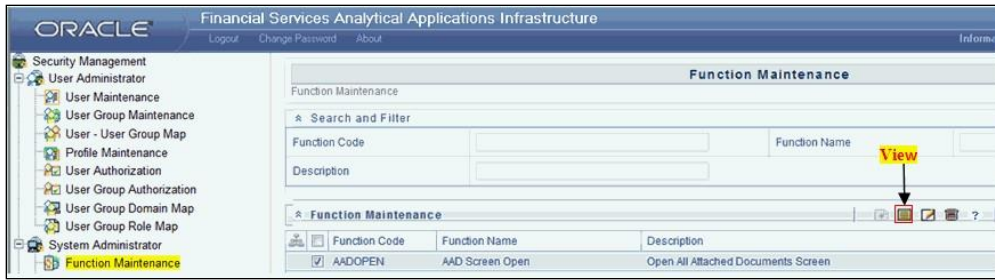 ORACLE
Financial Services Analytical Applications Infrastructure
Logout Change Password About
Security Management
User Administrator
User Maintenance
User Group Maintenance
User - User Group Map
Profile Maintenance
User Authorization
User Group Authorization
User Group Domain Map
User Group Role Map
System Administrator
Function Maintenance
Function Maintenance
Function Maintenance
Search and Filter
Function Code
Function Name
Description
View
Function Maintenance
?
Function Code Function Name Description
AADOPEN AAD Screen Open Open All Attached Documents Screen